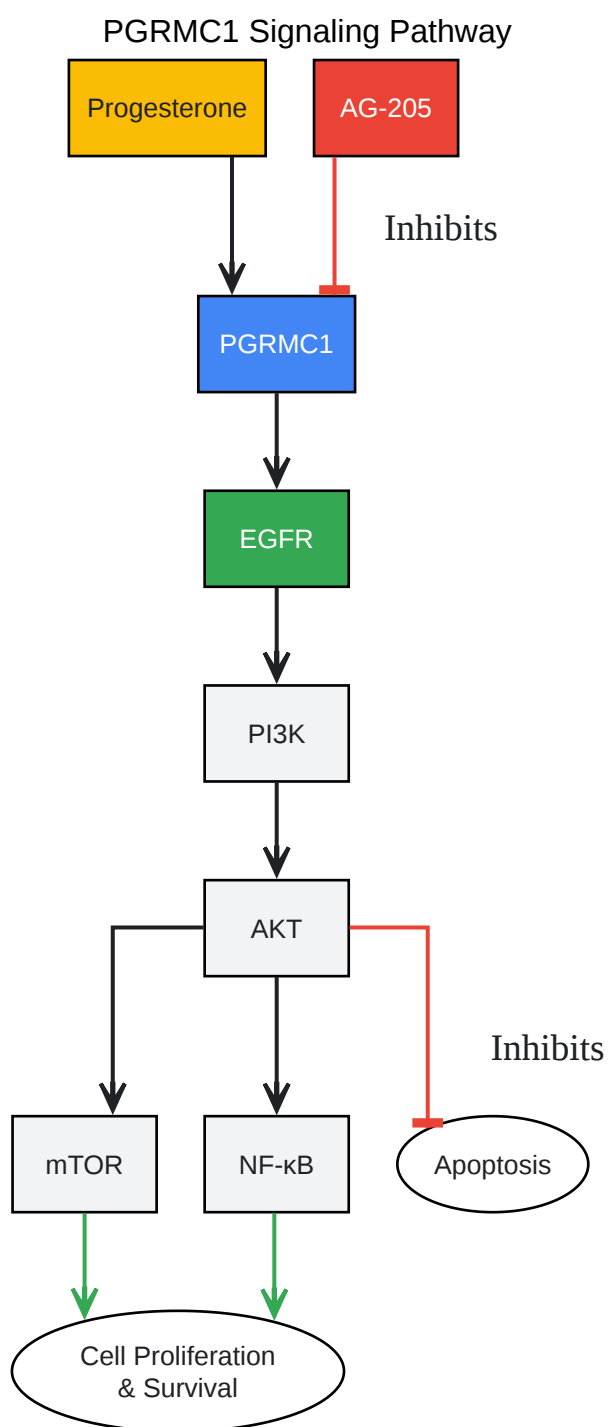 PGRMC1 Signaling Pathway
Progesterone
AG-205
Inhibits
PGRMC1
EGFR
PI3K
AKT
Inhibits
mTOR
NF-κB
Apoptosis
Cell Proliferation
& Survival